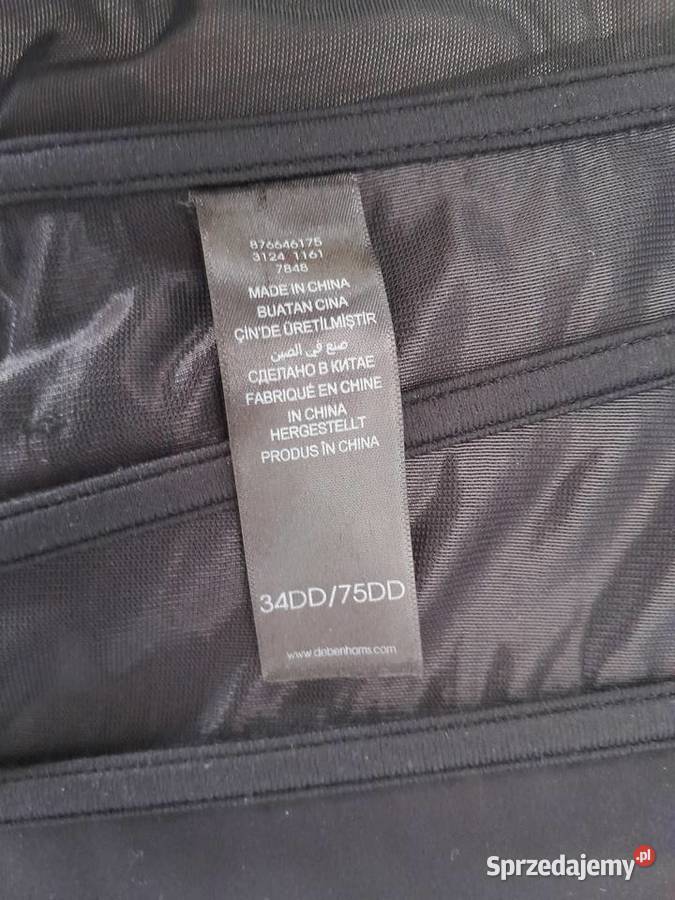 876646175
3124 1161
7848
MADE IN CHINA
BUATAN CINA
ÇİN'DE ÜRETİLMİŞTİR
صنع في الصين
СДЕЛАНО В КИТАЕ
FABRIQUÉ EN CHINE
IN CHINA
HERGESTELLT
PRODUS ÎN CHINA
34DD/75DD
www.debenhams.com
Sprzedajemy.pl